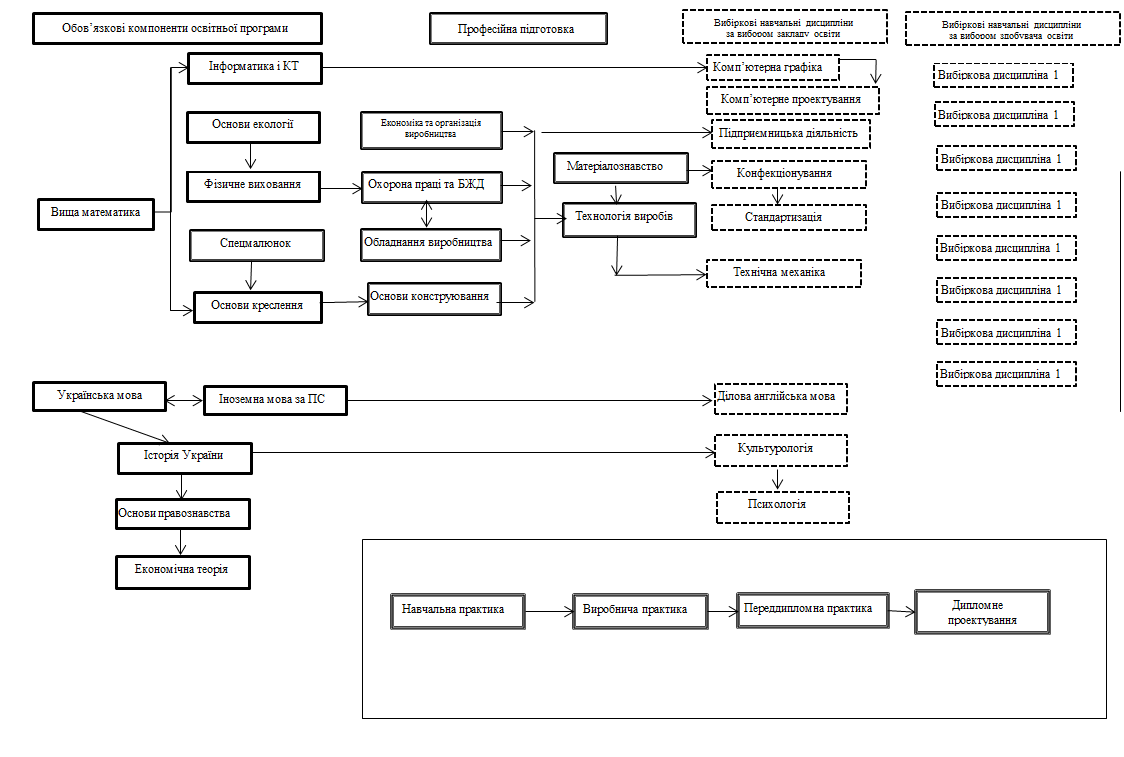 Обов’язкові компоненти освітньої програми
Професійна підготовка
Вибіркові навчальні дисципліни
за вибором закладу освіти
Вибіркові навчальні дисципліни
за вибором здобувача освіти
Інформатика і КТ
Комп’ютерна графіка
Вибіркова дисципліна 1
Комп’ютерне проектування
Основи екології
Економіка та організація
виробництва
Підприємницька діяльність
Вибіркова дисципліна 1
Матеріалознавство
Конфекціонування
Вибіркова дисципліна 1
Фізичне виховання
Охорона праці та БЖД
Вища математика
Технологія виробів
Стандартизація
Вибіркова дисципліна 1
Спецмалюнок
Обладнання виробництва
Вибіркова дисципліна 1
Технічна механіка
Основи креслення
Основи конструювання
Вибіркова дисципліна 1
Вибіркова дисципліна 1
Вибіркова дисципліна 1
Українська мова
Іноземна мова за ПС
Ділова англійська мова
Історія України
Культурологія
Основи правознавства
Психологія
Економічна теорія
Навчальна практика
Виробнича практика
Переддипломна практика
Дипломне
проектування